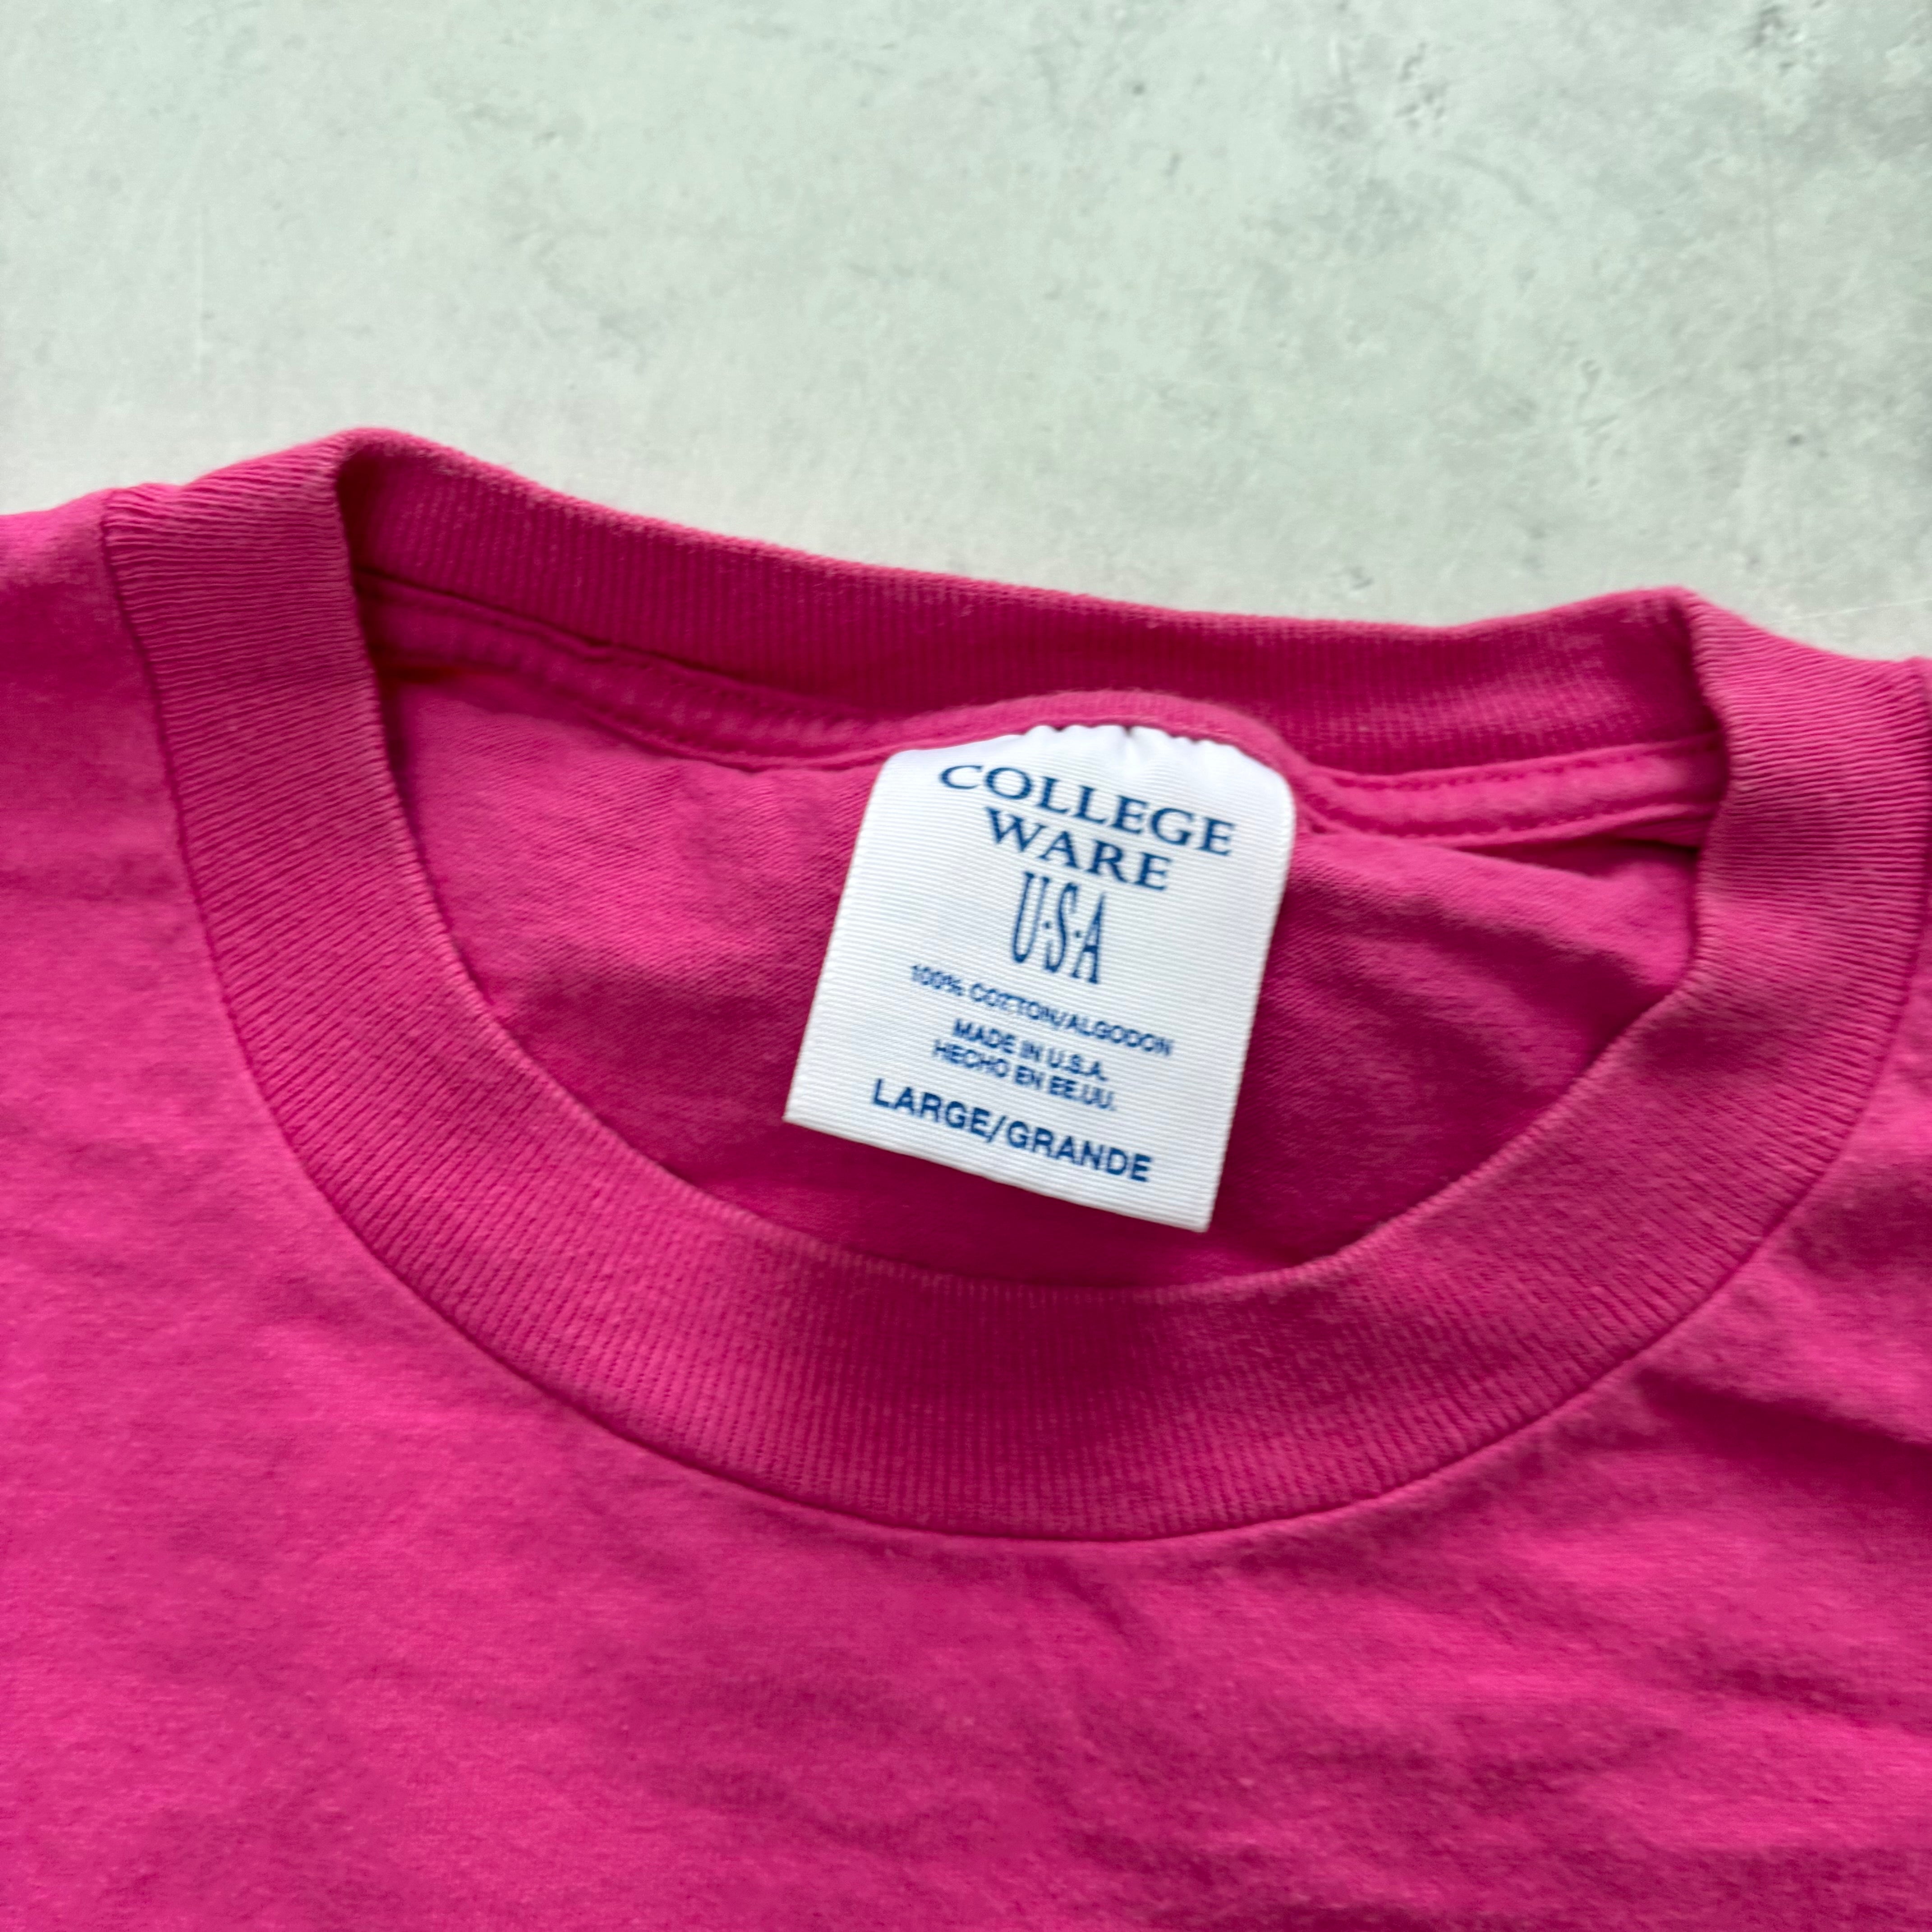 COLLEGE
WARE
U·S·A
100% COTTON/ALGODON
MADE IN U.S.A.
HECHO EN EE.UU.
LARGE/GRANDE